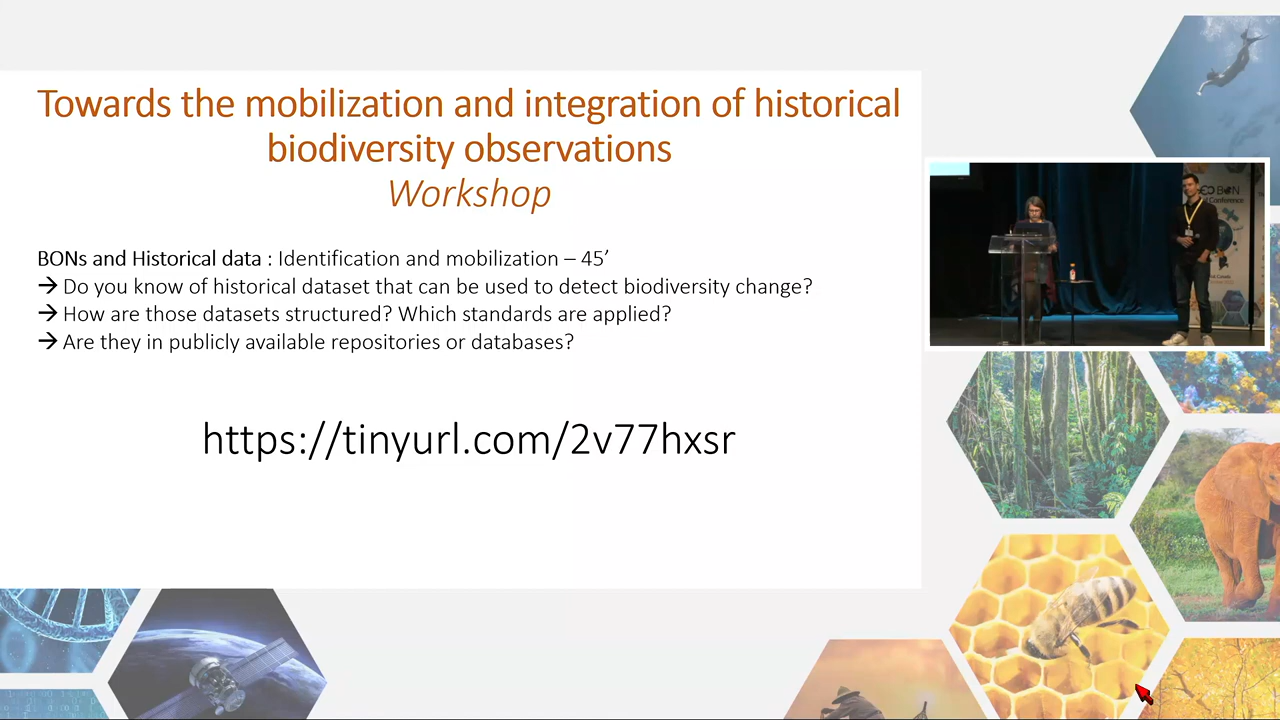 Towards the mobilization and integration of historical
biodiversity observations
Workshop
BONs and Historical data : Identification and mobilization – 45’
→ Do you know of historical dataset that can be used to detect biodiversity change?
→ How are those datasets structured? Which standards are applied?
→ Are they in publicly available repositories or databases?
https://tinyurl.com/2v77hxsr
BON
Conference